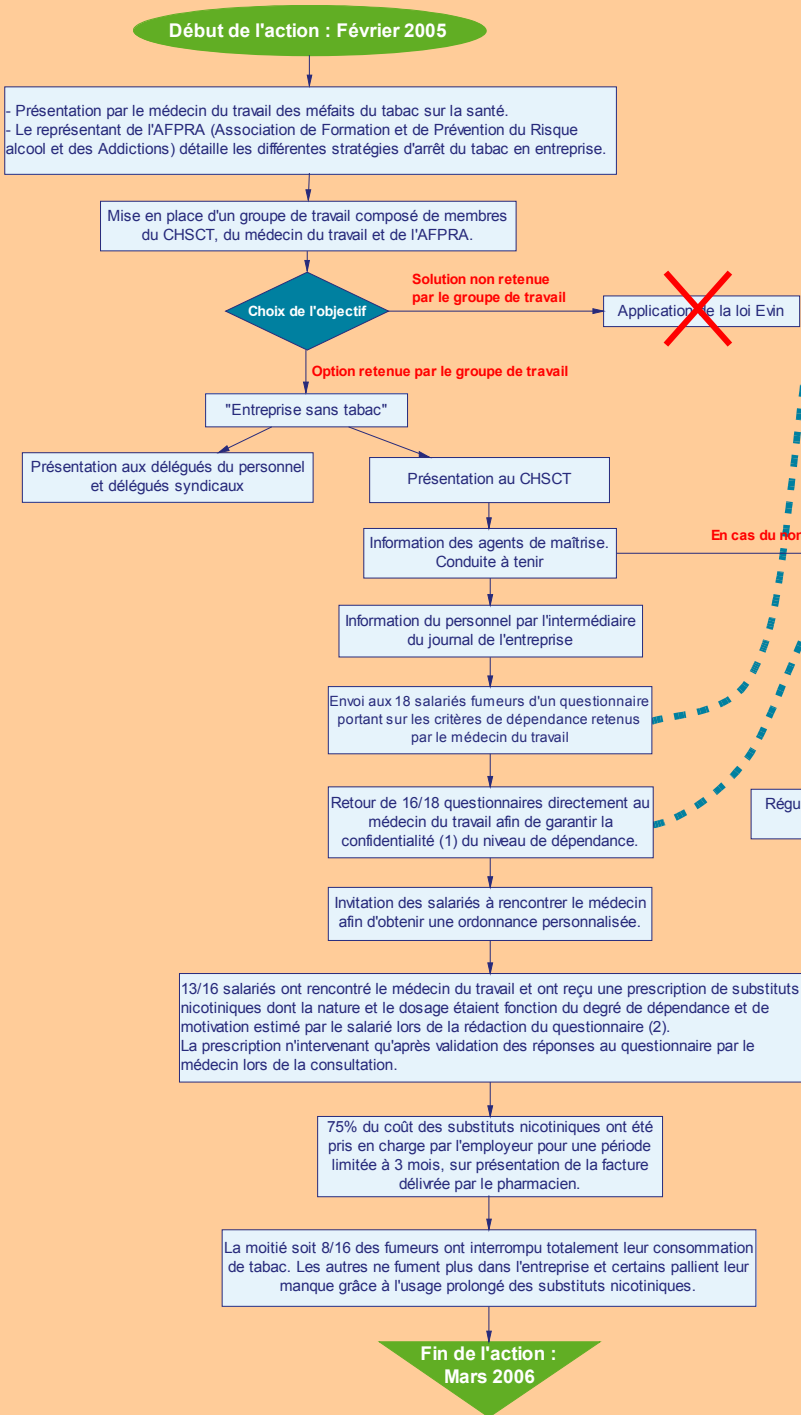 Début de l'action : Février 2005
- Présentation par le médecin du travail des méfaits du tabac sur la santé.
- Le représentant de l'AFPRA (Association de Formation et de Prévention du Risque
alcool et des Addictions) détaille les différentes stratégies d'arrêt du tabac en entreprise.
Mise en place d'un groupe de travail composé de membres
du CHSCT, du médecin du travail et de l'AFPRA.
Choix de l'objectif
Solution non retenue
par le groupe de travail
Application de la loi Evin
Option retenue par le groupe de travail
"Entreprise sans tabac"
Présentation aux délégués du personnel
et délégués syndicaux
Présentation au CHSCT
Information des agents de maîtrise.
Conduite à tenir
En cas du non
Information du personnel par l'intermédiaire
du journal de l'entreprise
Envoi aux 18 salariés fumeurs d'un questionnaire
portant sur les critères de dépendance retenus
par le médecin du travail
Retour de 16/18 questionnaires directement au
médecin du travail afin de garantir la
confidentialité (1) du niveau de dépendance.
Régu
Invitation des salariés à rencontrer le médecin
afin d'obtenir une ordonnance personnalisée.
13/16 salariés ont rencontré le médecin du travail et ont reçu une prescription de substituts
nicotiniques dont la nature et le dosage étaient fonction du degré de dépendance et de
motivation estimé par le salarié lors de la rédaction du questionnaire (2).
La prescription n'intervenant qu'après validation des réponses au questionnaire par le
médecin lors de la consultation.
75% du coût des substituts nicotiniques ont été
pris en charge par l'employeur pour une période
limitée à 3 mois, sur présentation de la facture
délivrée par le pharmacien.
La moitié soit 8/16 des fumeurs ont interrompu totalement leur consommation
de tabac. Les autres ne fument plus dans l'entreprise et certains pallient leur
manque grâce à l'usage prolongé des substituts nicotiniques.
Fin de l'action :
Mars 2006